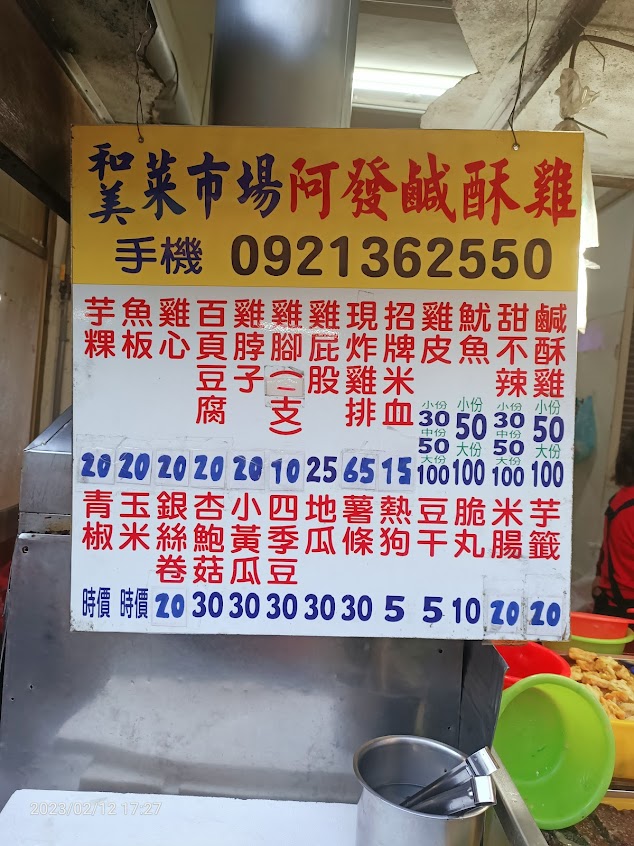 和美菜市場阿發鹹酥雞
手機 0921362550
鹹酥雞 小份 50 大份 100
甜不辣 小份 30 中份 50 大份 100
魷魚 小份 50 大份 100
雞皮 小份 30 中份 50 大份 100
招牌米血 15
現炸雞排 65
雞屁股 25
雞腳(二支) 10
雞脖子 20
百頁豆腐 20
雞心 20
魚板 20
芋粿 20
芋籤 20
米腸 20
脆丸 10
豆干 5
熱狗 5
薯條 30
地瓜 30
四季豆 30
小黃瓜 30
杏鮑菇 30
銀絲卷 20
玉米 時價
青椒 時價
2023/02/12 17:27